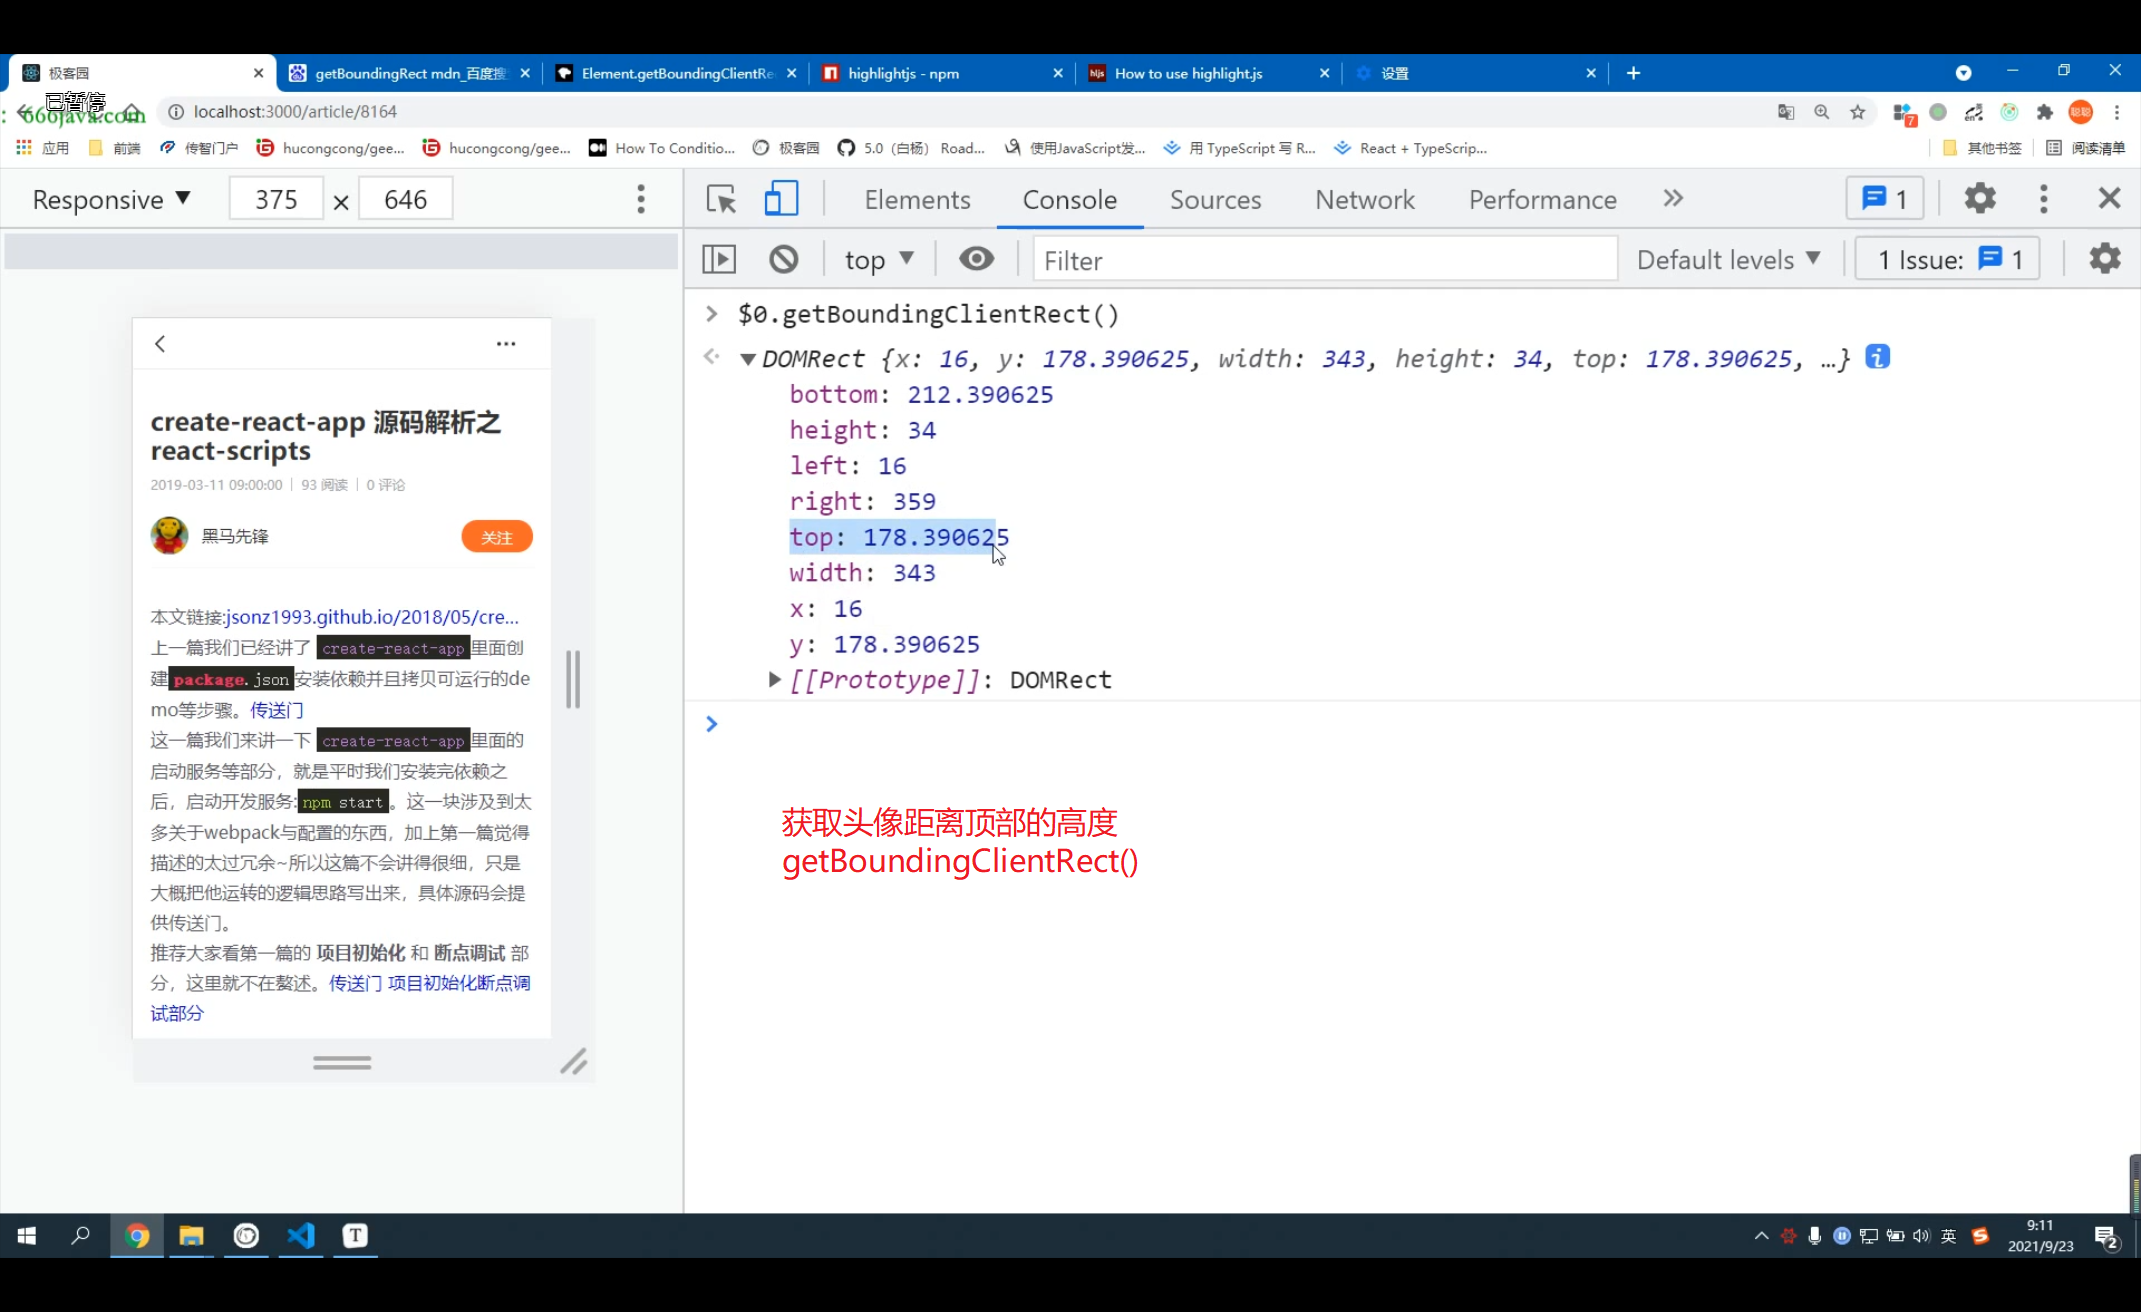 极客园
getBoundingRect mdn_百度搜
Element.getBoundingClientRe
highlightjs - npm
How to use highlight.js
设置
已暂停
: 666java.com
localhost:3000/article/8164
应用
前端
传智门户
hucongcong/gee...
hucongcong/gee...
How To Conditio...
极客园
5.0（白杨）Road...
使用JavaScript发...
用 TypeScript 写 R...
React + TypeScrip...
其他书签
阅读清单
Responsive ▼ 375 × 646
Elements Console Sources Network Performance »
1
top ▼
Filter
Default levels ▼
1 Issue: 1
create-react-app 源码解析之
react-scripts
2019-03-11 09:00:00 | 93 阅读 | 0 评论
黑马先锋
关注
本文链接:jsonz1993.github.io/2018/05/cre...
上一篇我们已经讲了 create-react-app 里面创
建 package.json 安装依赖并且拷贝可运行的de
mo等步骤。传送门
这一篇我们来讲一下 create-react-app 里面的
启动服务等部分，就是平时我们安装完依赖之
后，启动开发服务: npm start 。这一块涉及到太
多关于webpack与配置的东西，加上第一篇觉得
描述的太过冗余~所以这篇不会讲得很细，只是
大概把他运转的逻辑思路写出来，具体源码会提
供传送门。
推荐大家看第一篇的 项目初始化 和 断点调试 部
分，这里就不在鳌述。传送门 项目初始化断点调
试部分
> $0.getBoundingClientRect()
DOMRect {x: 16, y: 178.390625, width: 343, height: 34, top: 178.390625, …}
bottom: 212.390625
height: 34
left: 16
right: 359
top: 178.390625
width: 343
x: 16
y: 178.390625
[[Prototype]]: DOMRect
>
获取头像距离顶部的高度
getBoundingClientRect()
英
9:11
2021/9/23
2